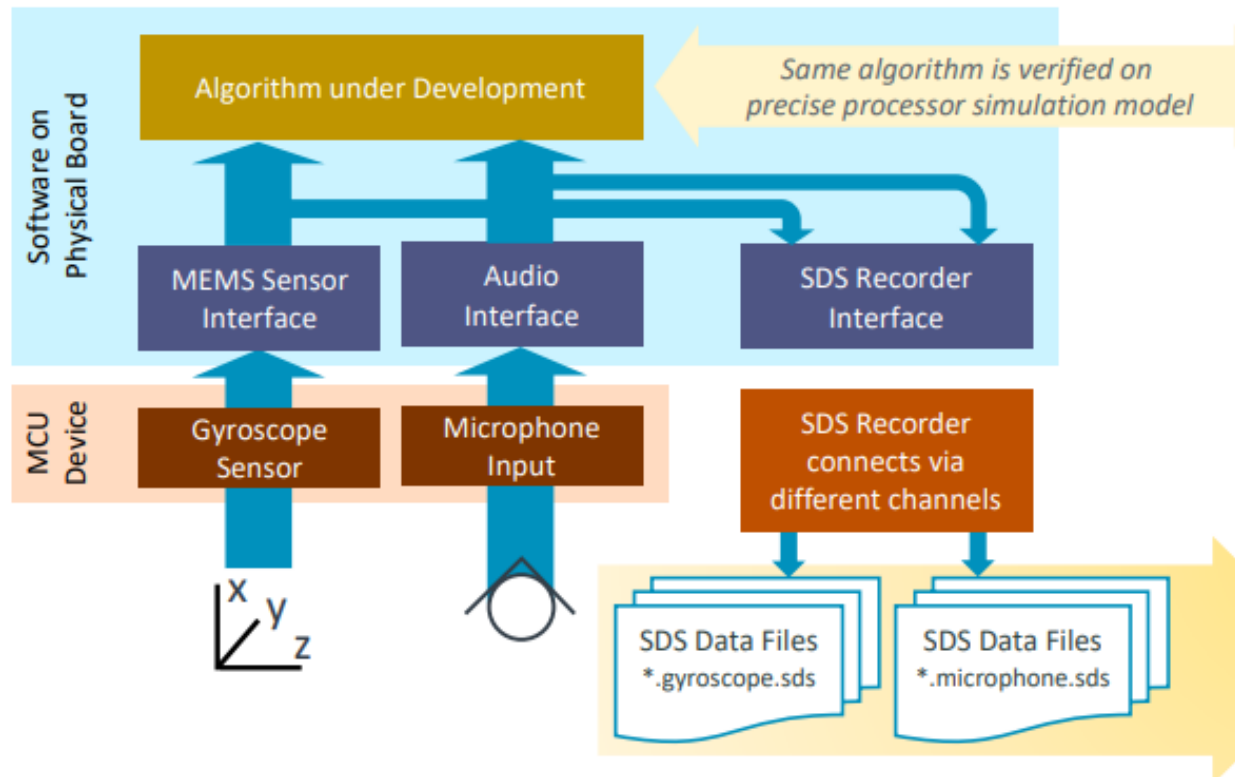 Software on
Physical Board
Algorithm under Development
Same algorithm is verified on
precise processor simulation model
MEMS Sensor
Interface
Audio
Interface
SDS Recorder
Interface
MCU
Device
Gyroscope
Sensor
Microphone
Input
SDS Recorder
connects via
different channels
x
y
z
SDS Data Files
*.gyroscope.sds
SDS Data Files
*.microphone.sds